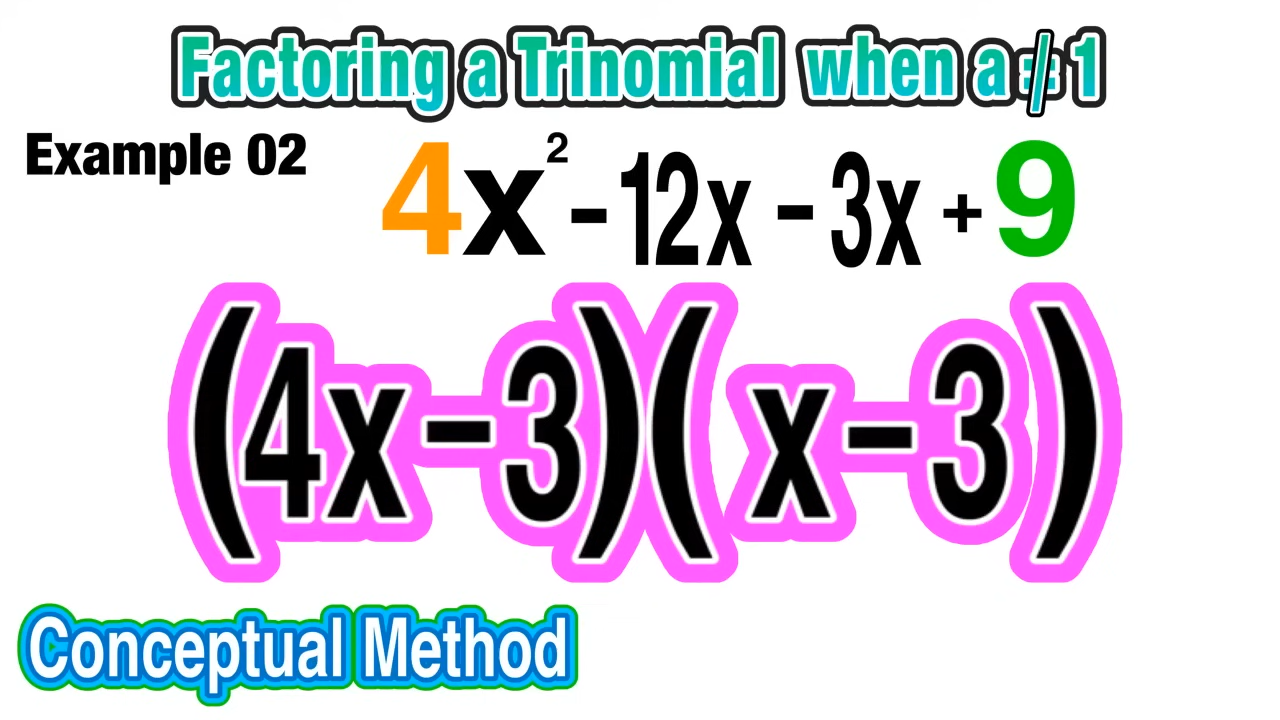 Factoring a Trinomial when a ≠ 1
Example 02
4x² - 12x - 3x + 9
(4x - 3)( x - 3 )
Conceptual Method